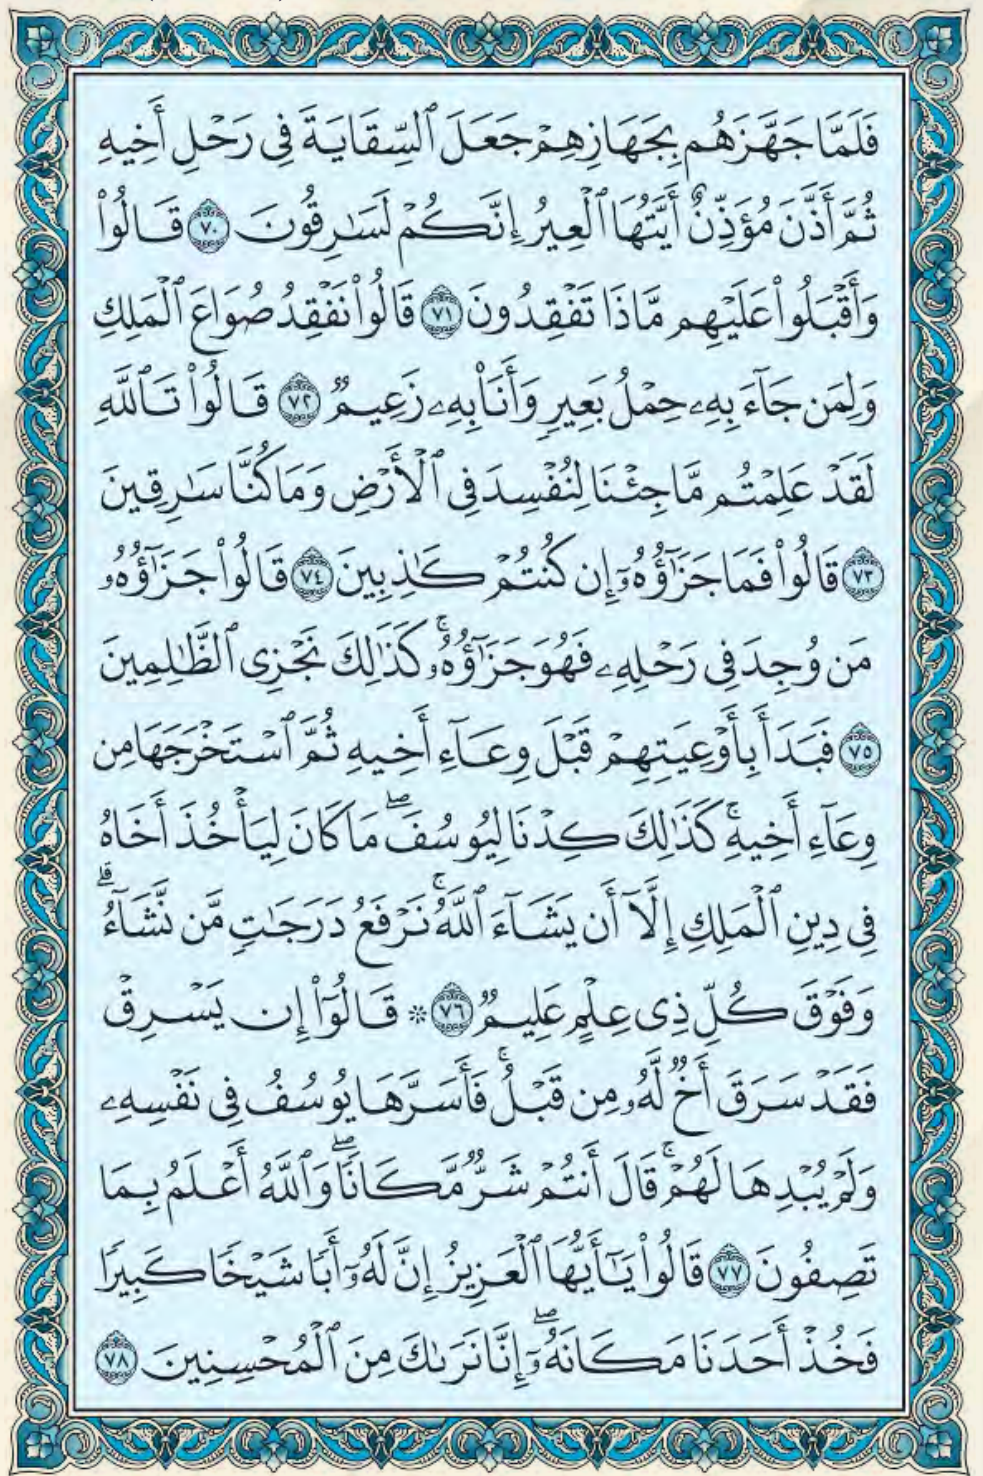 فَلَمَّا جَهَّزَهُم بِجَهَازِهِمْ جَعَلَ ٱلسِّقَايَةَ فِى رَحْلِ أَخِيهِ
ثُمَّ أَذَّنَ مُؤَذِّنٌ أَيَّتُهَا ٱلْعِيرُ إِنَّكُمْ لَسَٰرِقُونَ ٧٠ قَالُوا۟
وَأَقْبَلُوا۟ عَلَيْهِم مَّاذَا تَفْقِدُونَ ٧١ قَالُوا۟ نَفْقِدُ صُوَاعَ ٱلْمَلِكِ
وَلِمَن جَآءَ بِهِۦ حِمْلُ بَعِيرٍ وَأَنَا۠ بِهِۦ زَعِيمٌ ٧٢ قَالُوا۟ تَٱللَّهِ
لَقَدْ عَلِمْتُم مَّا جِئْنَا لِنُفْسِدَ فِى ٱلْأَرْضِ وَمَا كُنَّا سَٰرِقِينَ
٧٣ قَالُوا۟ فَمَا جَزَٰٓؤُهُۥٓ إِن كُنتُمْ كَٰذِبِينَ ٧٤ قَالُوا۟ جَزَٰٓؤُهُۥ
مَن وُجِدَ فِى رَحْلِهِۦ فَهُوَ جَزَٰٓؤُهُۥۚ كَذَٰلِكَ نَجْزِى ٱلظَّٰلِمِينَ
٧٥ فَبَدَأَ بِأَوْعِيَتِهِمْ قَبْلَ وِعَآءِ أَخِيهِ ثُمَّ ٱسْتَخْرَجَهَا مِن
وِعَآءِ أَخِيهِۚ كَذَٰلِكَ كِدْنَا لِيُوسُفَۖ مَا كَانَ لِيَأْخُذَ أَخَاهُ
فِى دِينِ ٱلْمَلِكِ إِلَّآ أَن يَشَآءَ ٱللَّهُۚ نَرْفَعُ دَرَجَٰتٍ مَّن نَّشَآءُۗ
وَفَوْقَ كُلِّ ذِى عِلْمٍ عَلِيمٌ ٧٦ ۞ قَالُوٓا۟ إِن يَسْرِقْ
فَقَدْ سَرَقَ أَخٌ لَّهُۥ مِن قَبْلُۚ فَأَسَرَّهَا يُوسُفُ فِى نَفْسِهِۦ
وَلَمْ يُبْدِهَا لَهُمْۚ قَالَ أَنتُمْ شَرٌّ مَّكَانًاۖ وَٱللَّهُ أَعْلَمُ بِمَا
تَصِفُونَ ٧٧ قَالُوا۟ يَٰٓأَيُّهَا ٱلْعَزِيزُ إِنَّ لَهُۥٓ أَبًا شَيْخًا كَبِيرًا
فَخُذْ أَحَدَنَا مَكَانَهُۥٓۖ إِنَّا نَرَىٰكَ مِنَ ٱلْمُحْسِنِينَ ٧٨